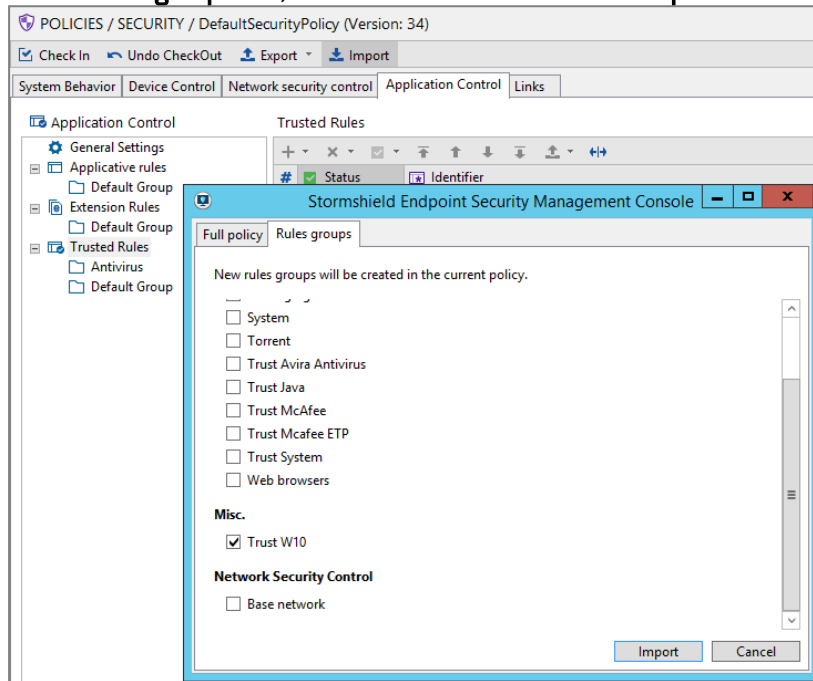 POLICIES / SECURITY / DefaultSecurityPolicy (Version: 34)
Check In Undo CheckOut Export Import
System Behavior Device Control Network security control Application Control Links
Application Control Trusted Rules
General Settings
Applicative rules
# Status Identifier
Default Group
Stormshield Endpoint Security Management Console
Extension Rules
Default Group
Full policy Rules groups
Trusted Rules
Antivirus
New rules groups will be created in the current policy.
Default Group
System
Torrent
Trust Avira Antivirus
Trust Java
Trust McAfee
Trust Mcafee ETP
Trust System
Web browsers
Misc.
Trust W10
Network Security Control
Base network
Import Cancel